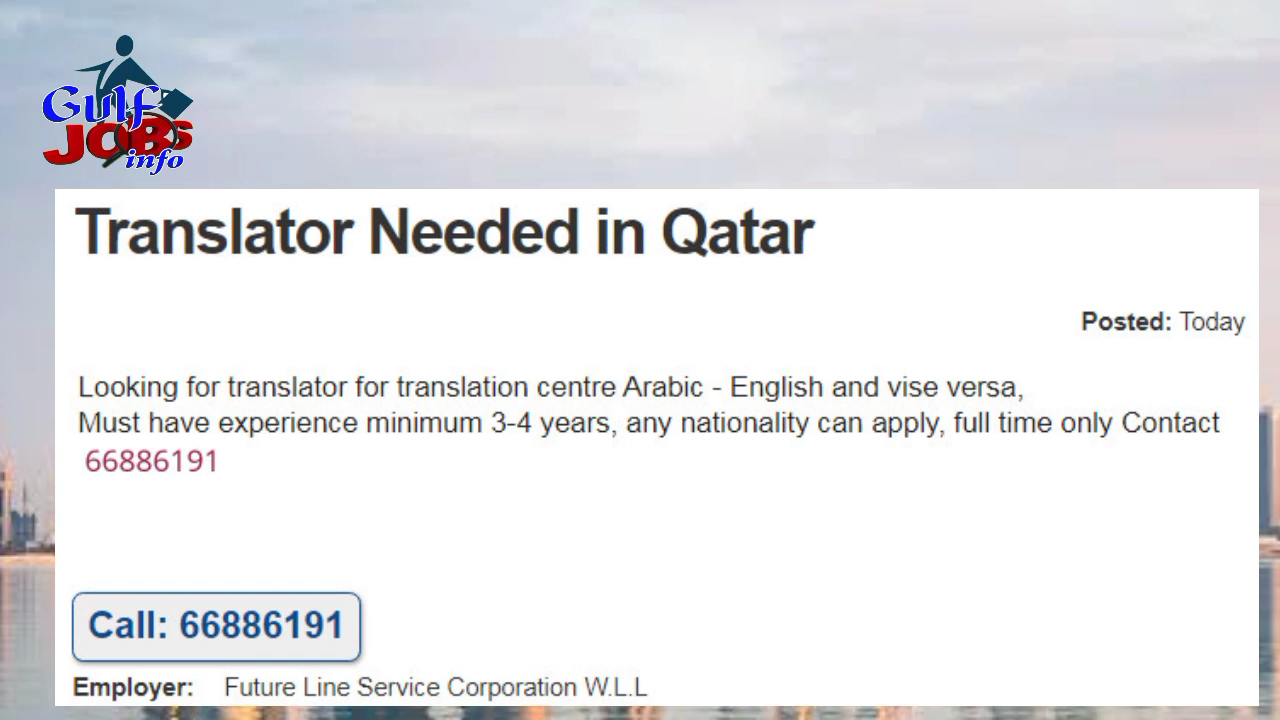 Gulf
JOBs
info
Translator Needed in Qatar
Posted: Today
Looking for translator for translation centre Arabic - English and vise versa,
Must have experience minimum 3-4 years, any nationality can apply, full time only Contact
66886191
Call: 66886191
Employer: Future Line Service Corporation W.L.L